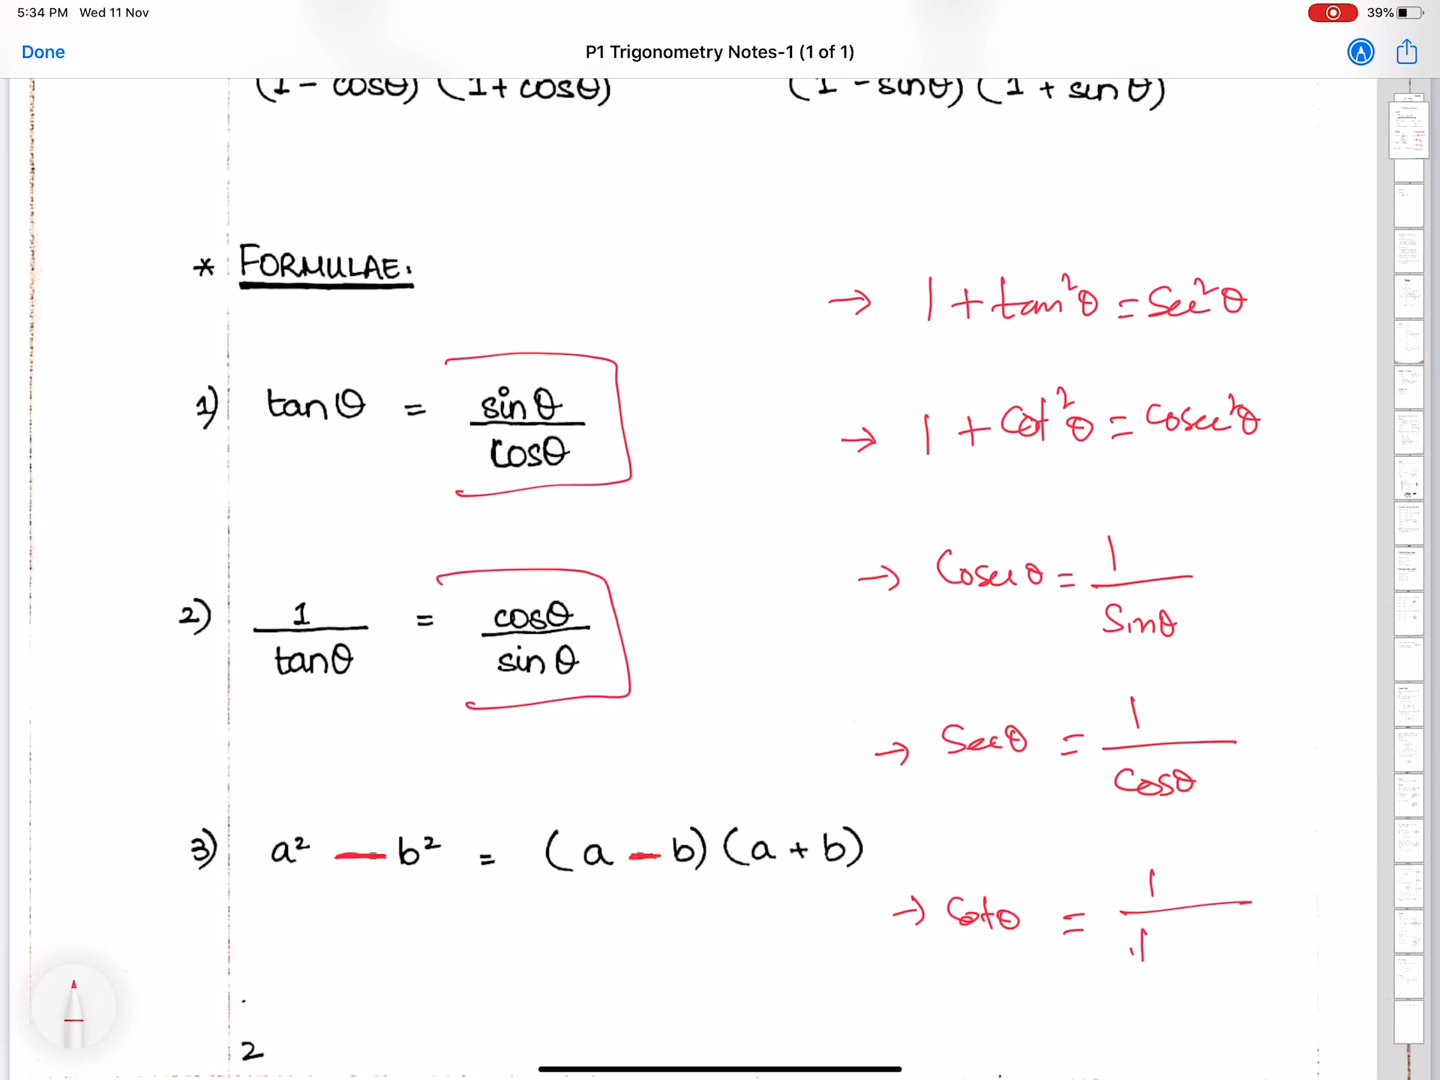 5:34 PM Wed 11 Nov
39%
Done
P1 Trigonometry Notes-1 (1 of 1)
(1 - cosθ) (1 + cosθ)
(1 - sinθ) (1 + sinθ)
* FORMULAE:
→ 1 + tan²θ = Sec²θ
1) tanθ = sinθ / cosθ
→ 1 + Cot²θ = Cosec²θ
→ Cosecθ = 1 / Sinθ
2) 1 / tanθ = cosθ / sinθ
→ Secθ = 1 / Cosθ
3) a² - b² = (a - b) (a + b)
→ Cotθ = 1 /
2